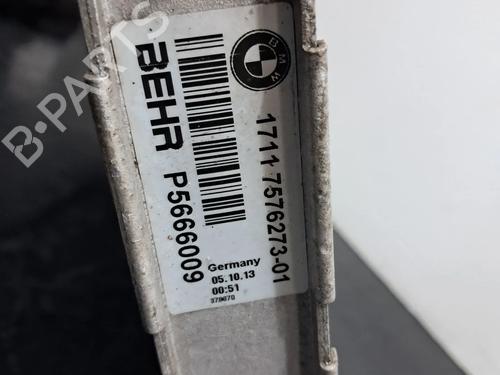 BMW
1711 7576273-01
BEHR
P5666009
Germany
05.10.13
00:51
B-PARTS